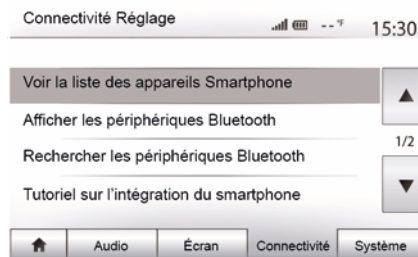 Connectivité Réglage
--°F
15:30
Voir la liste des appareils Smartphone
Afficher les périphériques Bluetooth
1/2
Rechercher les périphériques Bluetooth
Tutoriel sur l'intégration du smartphone
Audio
Écran
Connectivité
Système